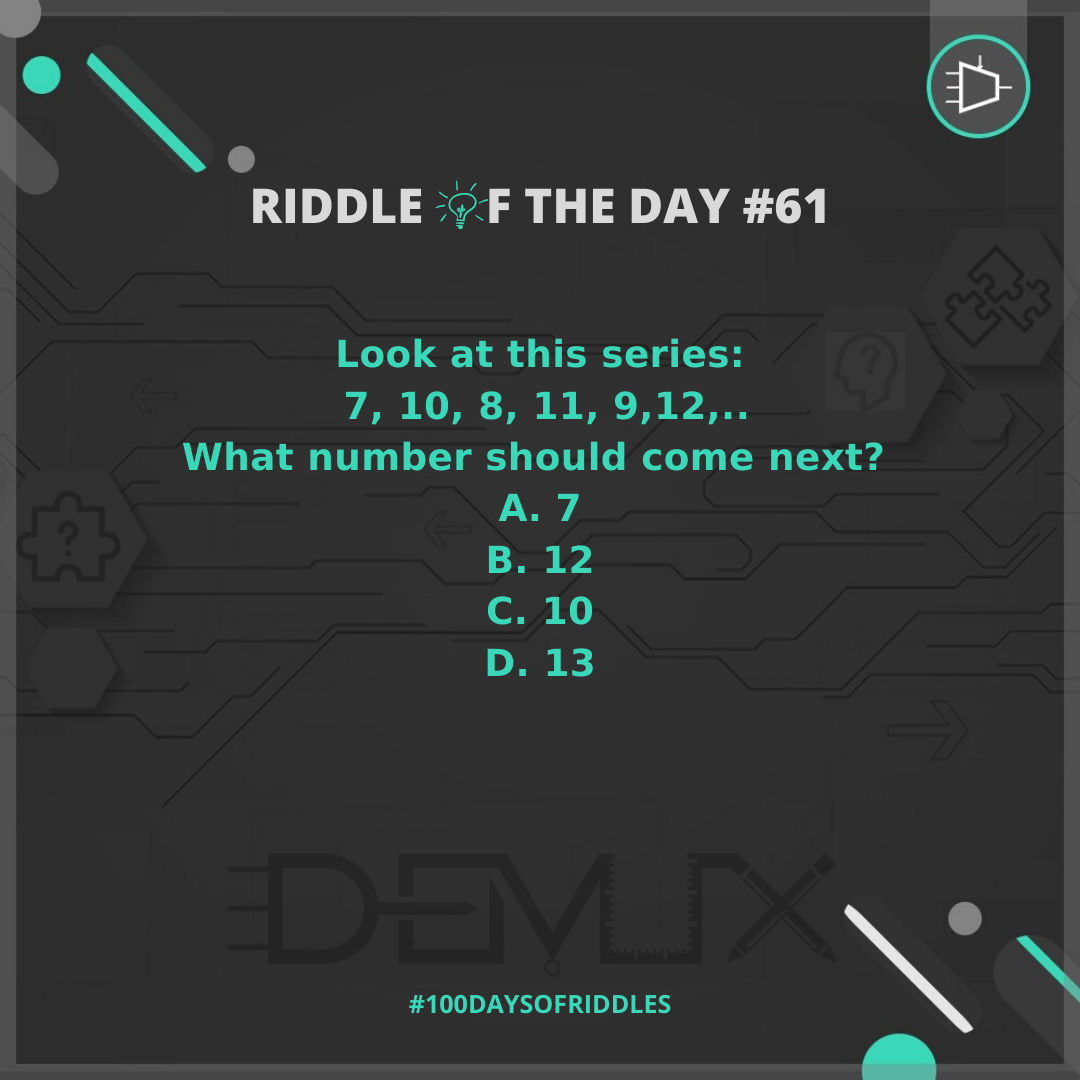 RIDDLE OF THE DAY #61
Look at this series:
7, 10, 8, 11, 9,12,..
What number should come next?
A. 7
B. 12
C. 10
D. 13
DEMUX
#100DAYSOFRIDDLES